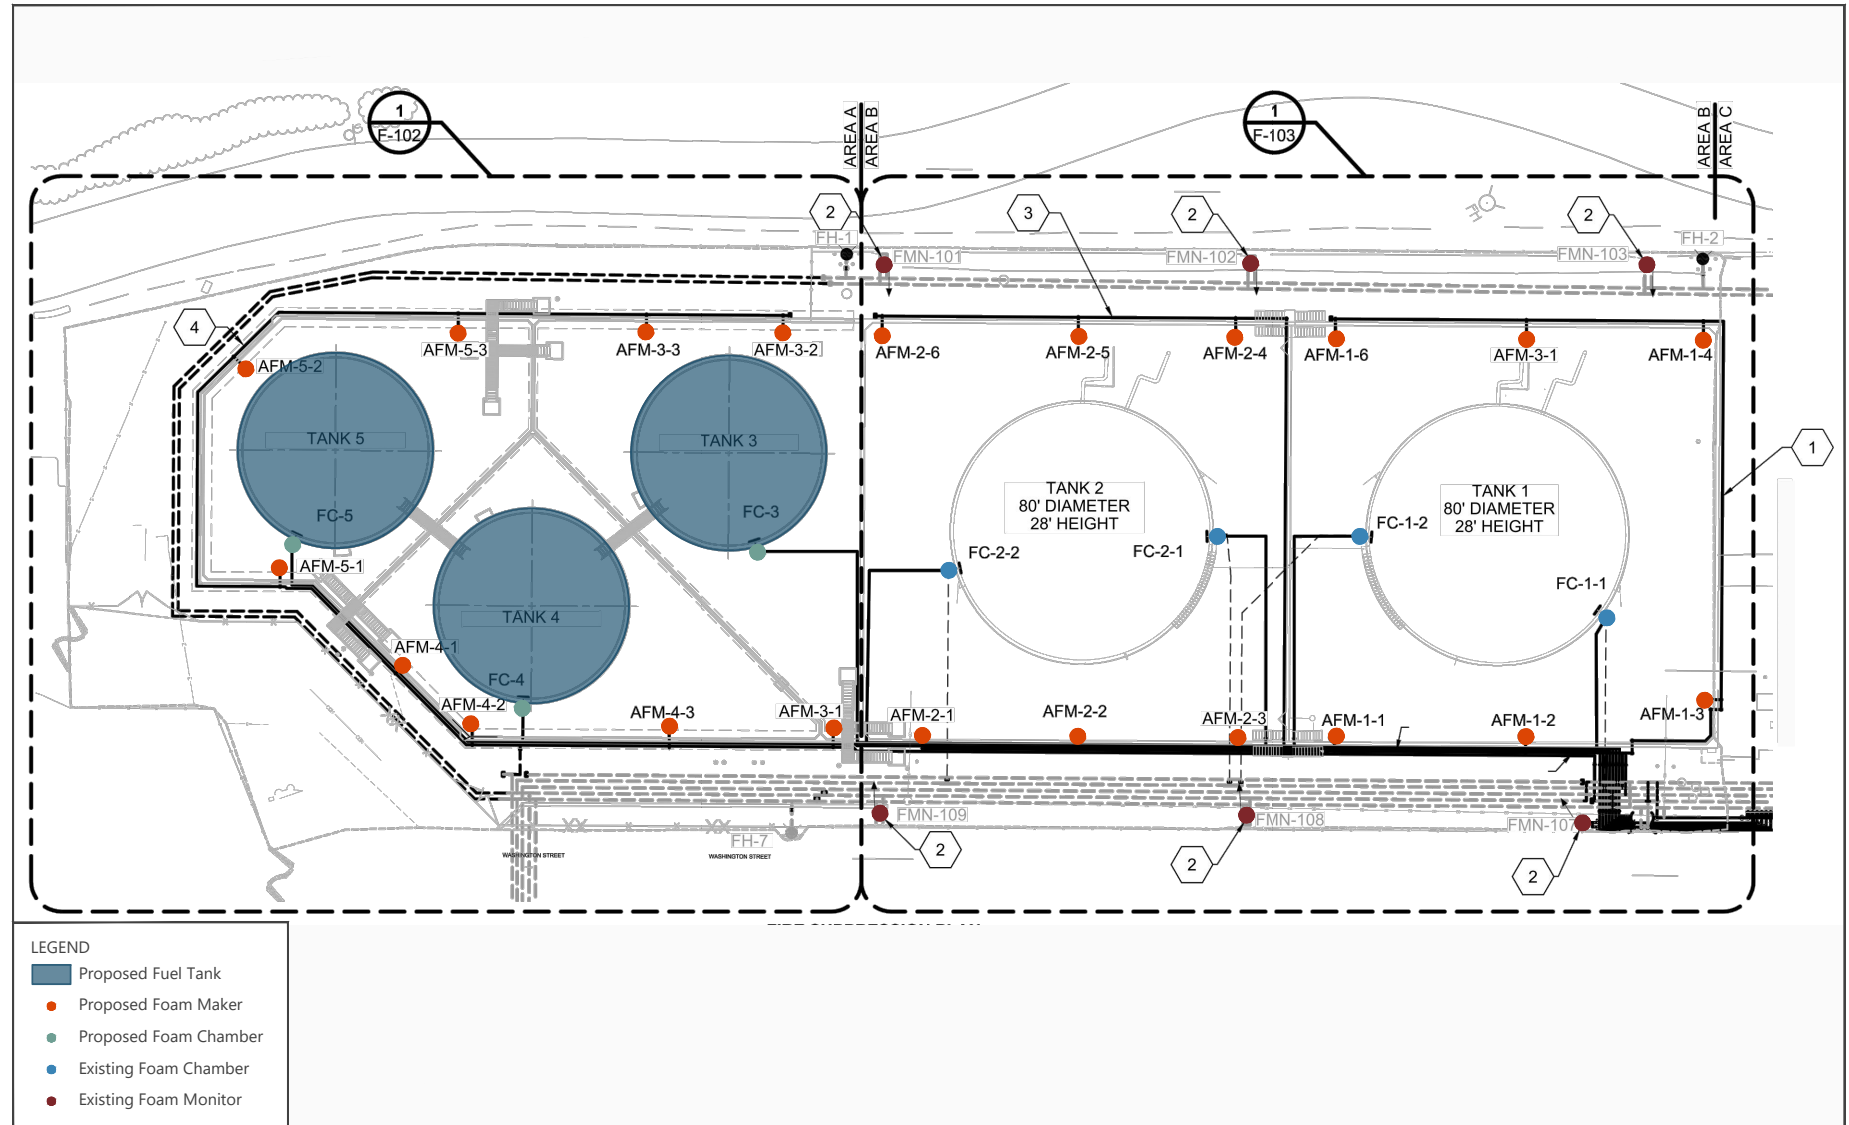 1
F-102
AREA A
AREA B
1
F-103
AREA B
AREA C
2
3
2
2
FH-1
FMN-101
FMN-102
FMN-103
FH-2
4
AFM-5-3
AFM-3-3
AFM-3-2
AFM-2-6
AFM-2-5
AFM-2-4
AFM-1-6
AFM-3-1
AFM-1-4
AFM-5-2
TANK 5
TANK 3
1
TANK 2
80' DIAMETER
28' HEIGHT
TANK 1
80' DIAMETER
28' HEIGHT
FC-5
FC-3
FC-2-2
FC-2-1
FC-1-2
FC-1-1
AFM-5-1
TANK 4
AFM-4-1
FC-4
AFM-4-2
AFM-4-3
AFM-3-1
AFM-2-1
AFM-2-2
AFM-2-3
AFM-1-1
AFM-1-2
AFM-1-3
FMN-109
FMN-108
FMN-107
FH-7
WASHINGTON STREET
WASHINGTON STREET
2
2
2
LEGEND
Proposed Fuel Tank
Proposed Foam Maker
Proposed Foam Chamber
Existing Foam Chamber
Existing Foam Monitor